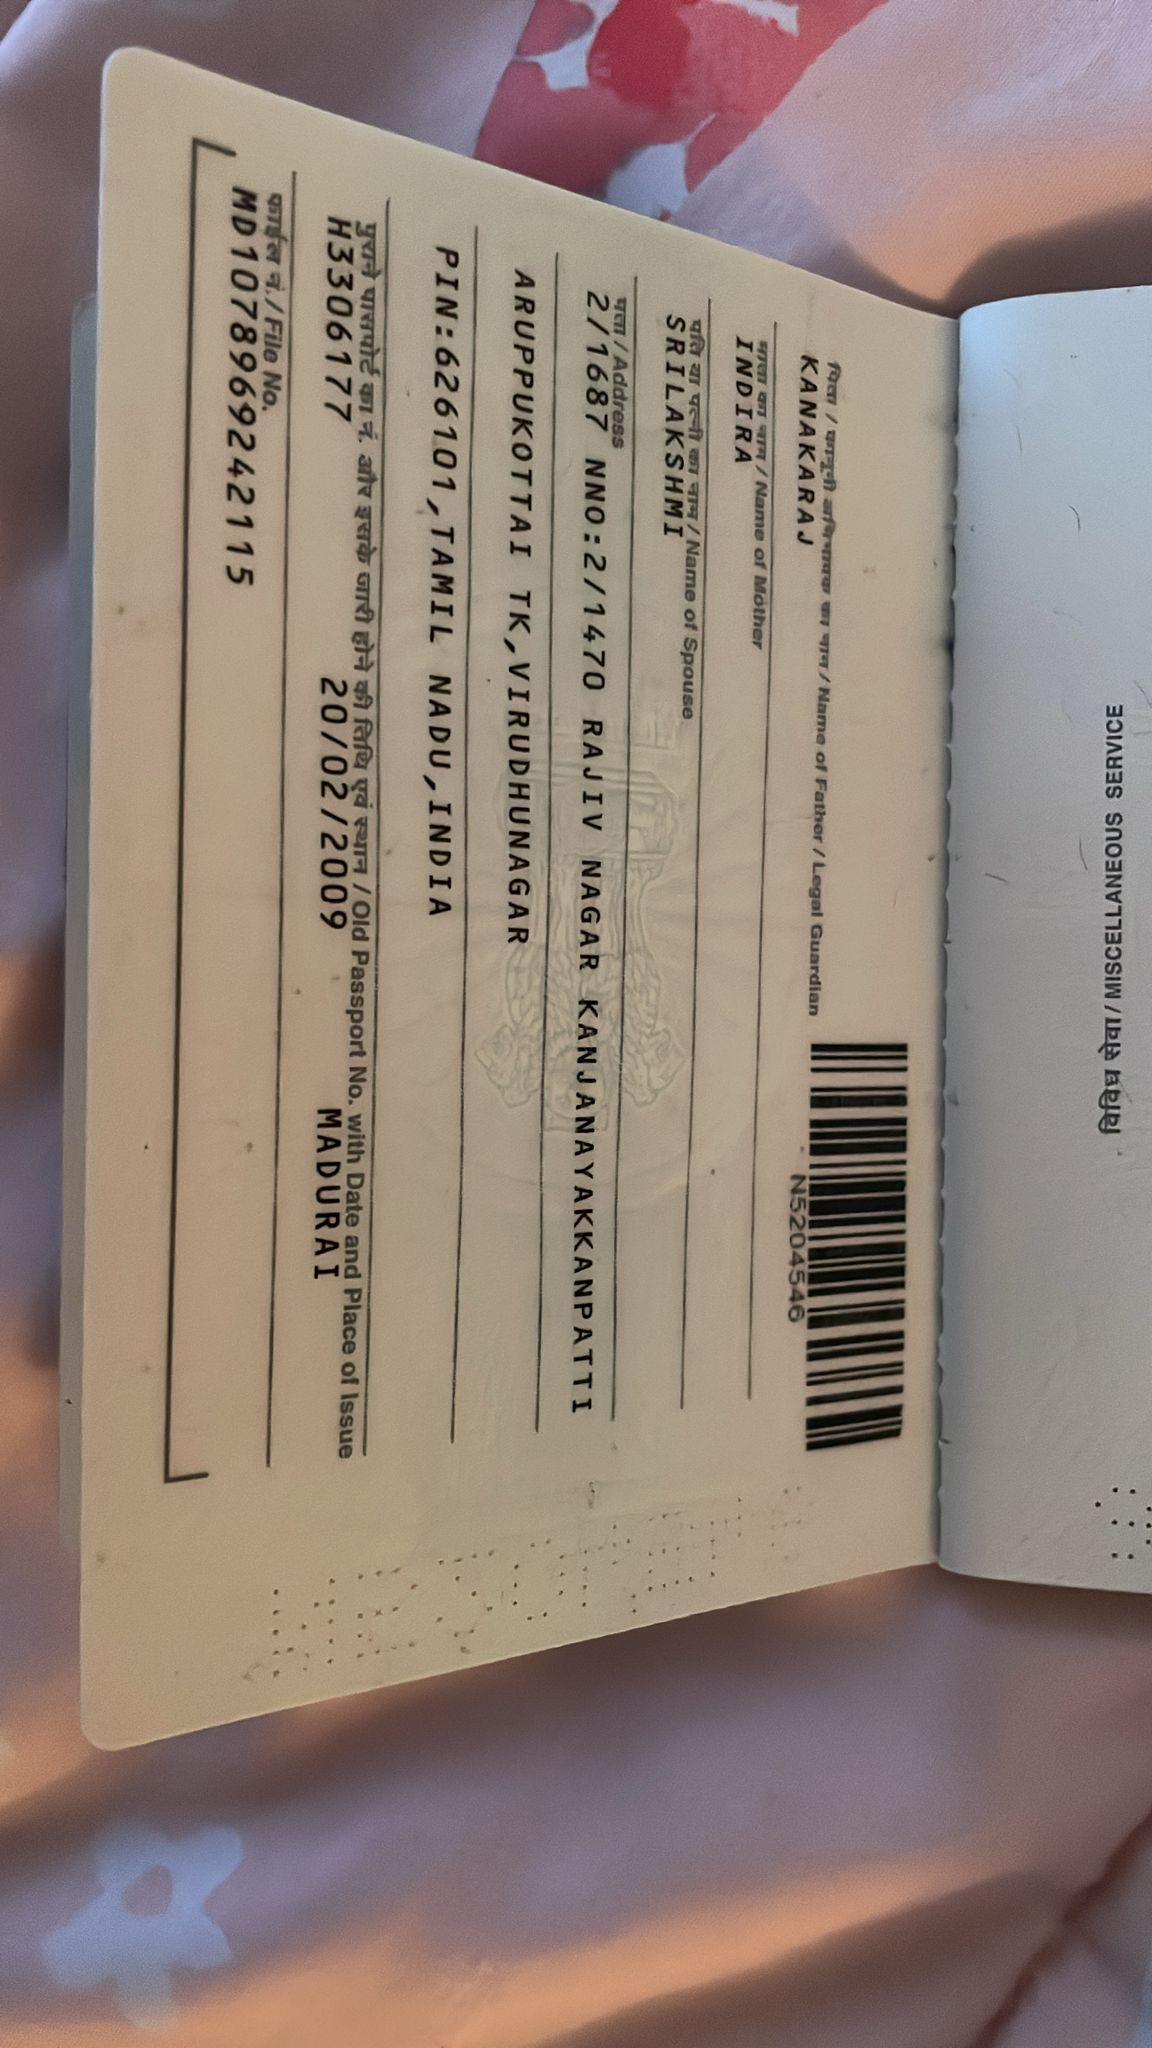 पिता / कानूनी अभिभावक का नाम / Name of Father / Legal Guardian
KANAKARAJ
N5204546
माता का नाम / Name of Mother
INDIRA
पति या पत्नी का नाम / Name of Spouse
SRILAKSHMI
पता / Address
2/1687 NNO:2/1470 RAJIV NAGAR KANJANAYAKKANPATTI
ARUPPUKOTTAI TK,VIRUDHUNAGAR
PIN:626101,TAMIL NADU,INDIA
पुराने पासपोर्ट का नं. और इसके जारी होने की तिथि एवं स्थान / Old Passport No. with Date and Place of Issue
H3306177 20/02/2009 MADURAI
फाईल नं. / File No.
MD1078969242115
विविध सेवा / MISCELLANEOUS SERVICE